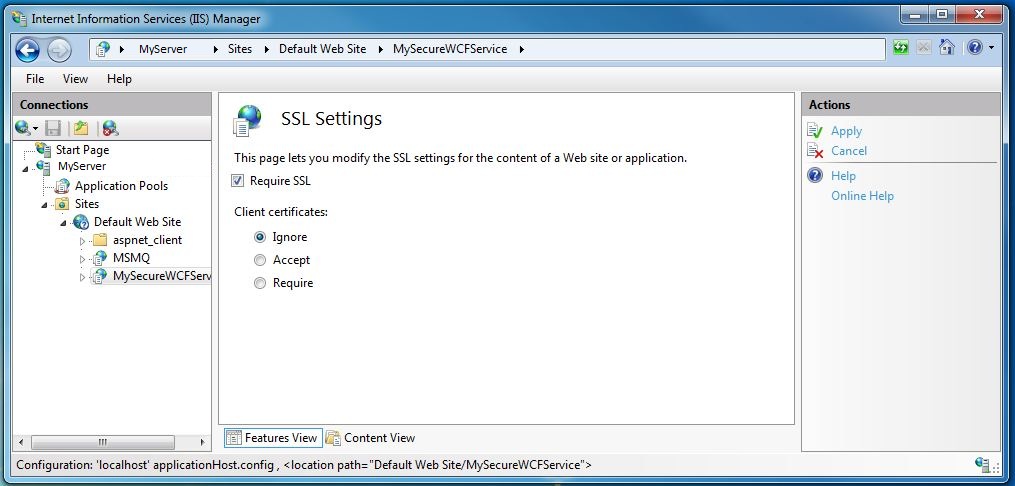 Internet Information Services (IIS) Manager
MyServer Sites Default Web Site MySecureWCFService
File View Help
Connections
Start Page
MyServer
Application Pools
Sites
Default Web Site
aspnet_client
MSMQ
MySecureWCFServ
SSL Settings
This page lets you modify the SSL settings for the content of a Web site or application.
Require SSL
Client certificates:
Ignore
Accept
Require
Features View Content View
Actions
Apply
Cancel
Help
Online Help
Configuration: 'localhost' applicationHost.config , <location path="Default Web Site/MySecureWCFService">